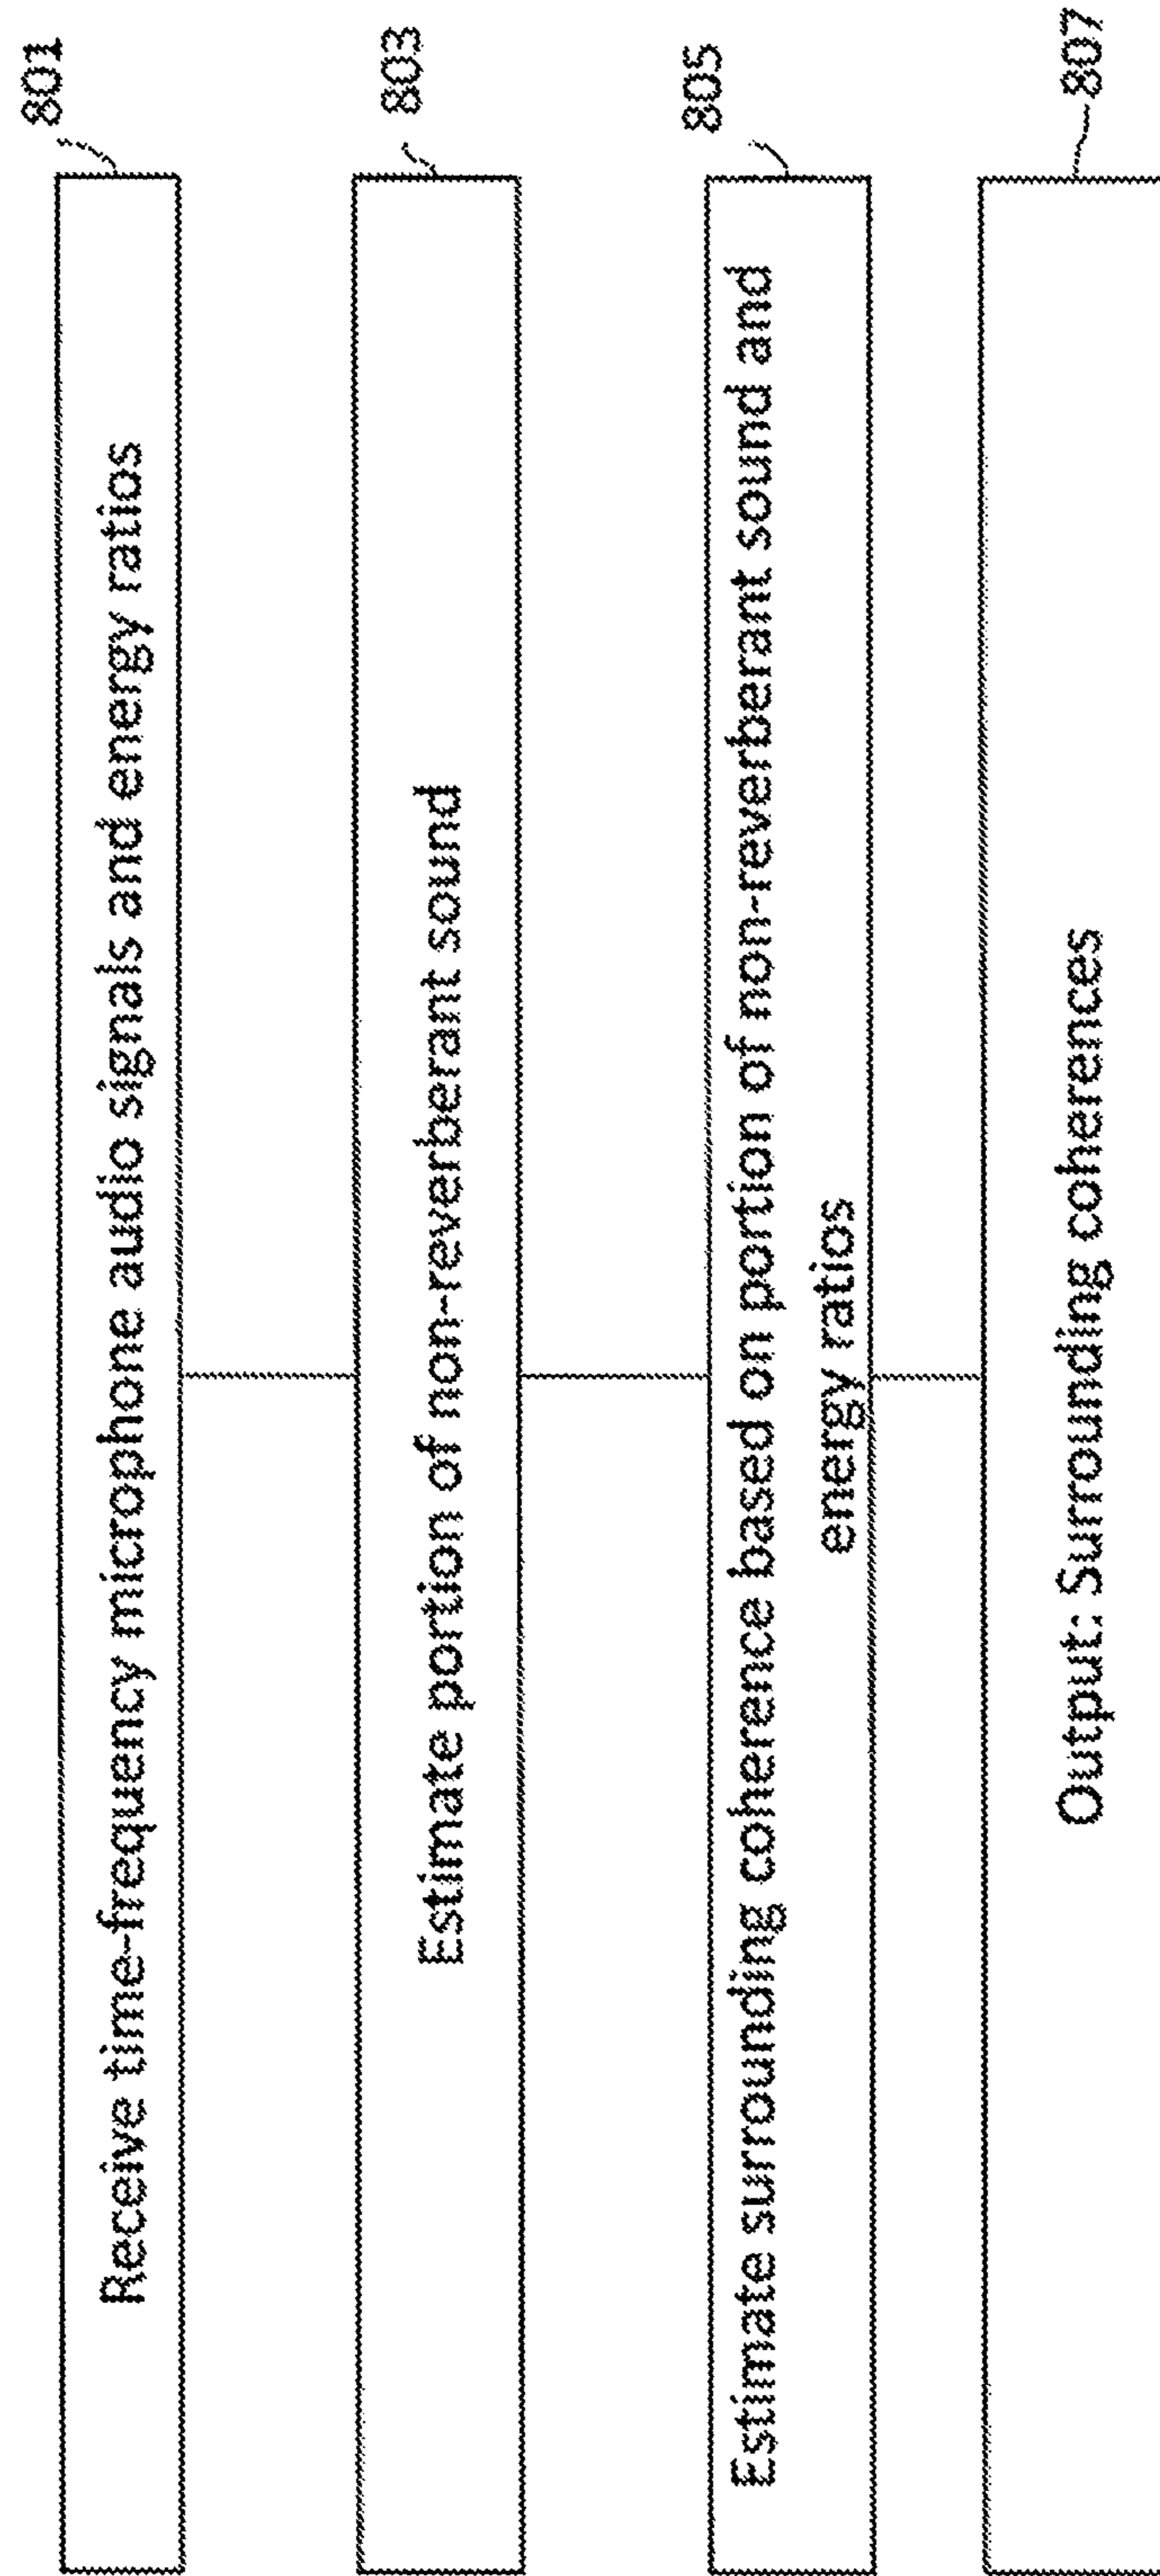 801
Receive time-frequency microphone audio signals and energy ratios
803
Estimate portion of non-reverberant sound
805
Estimate surrounding coherence based on portion of non-reverberant sound and
energy ratios
807
Output: Surrounding coherences